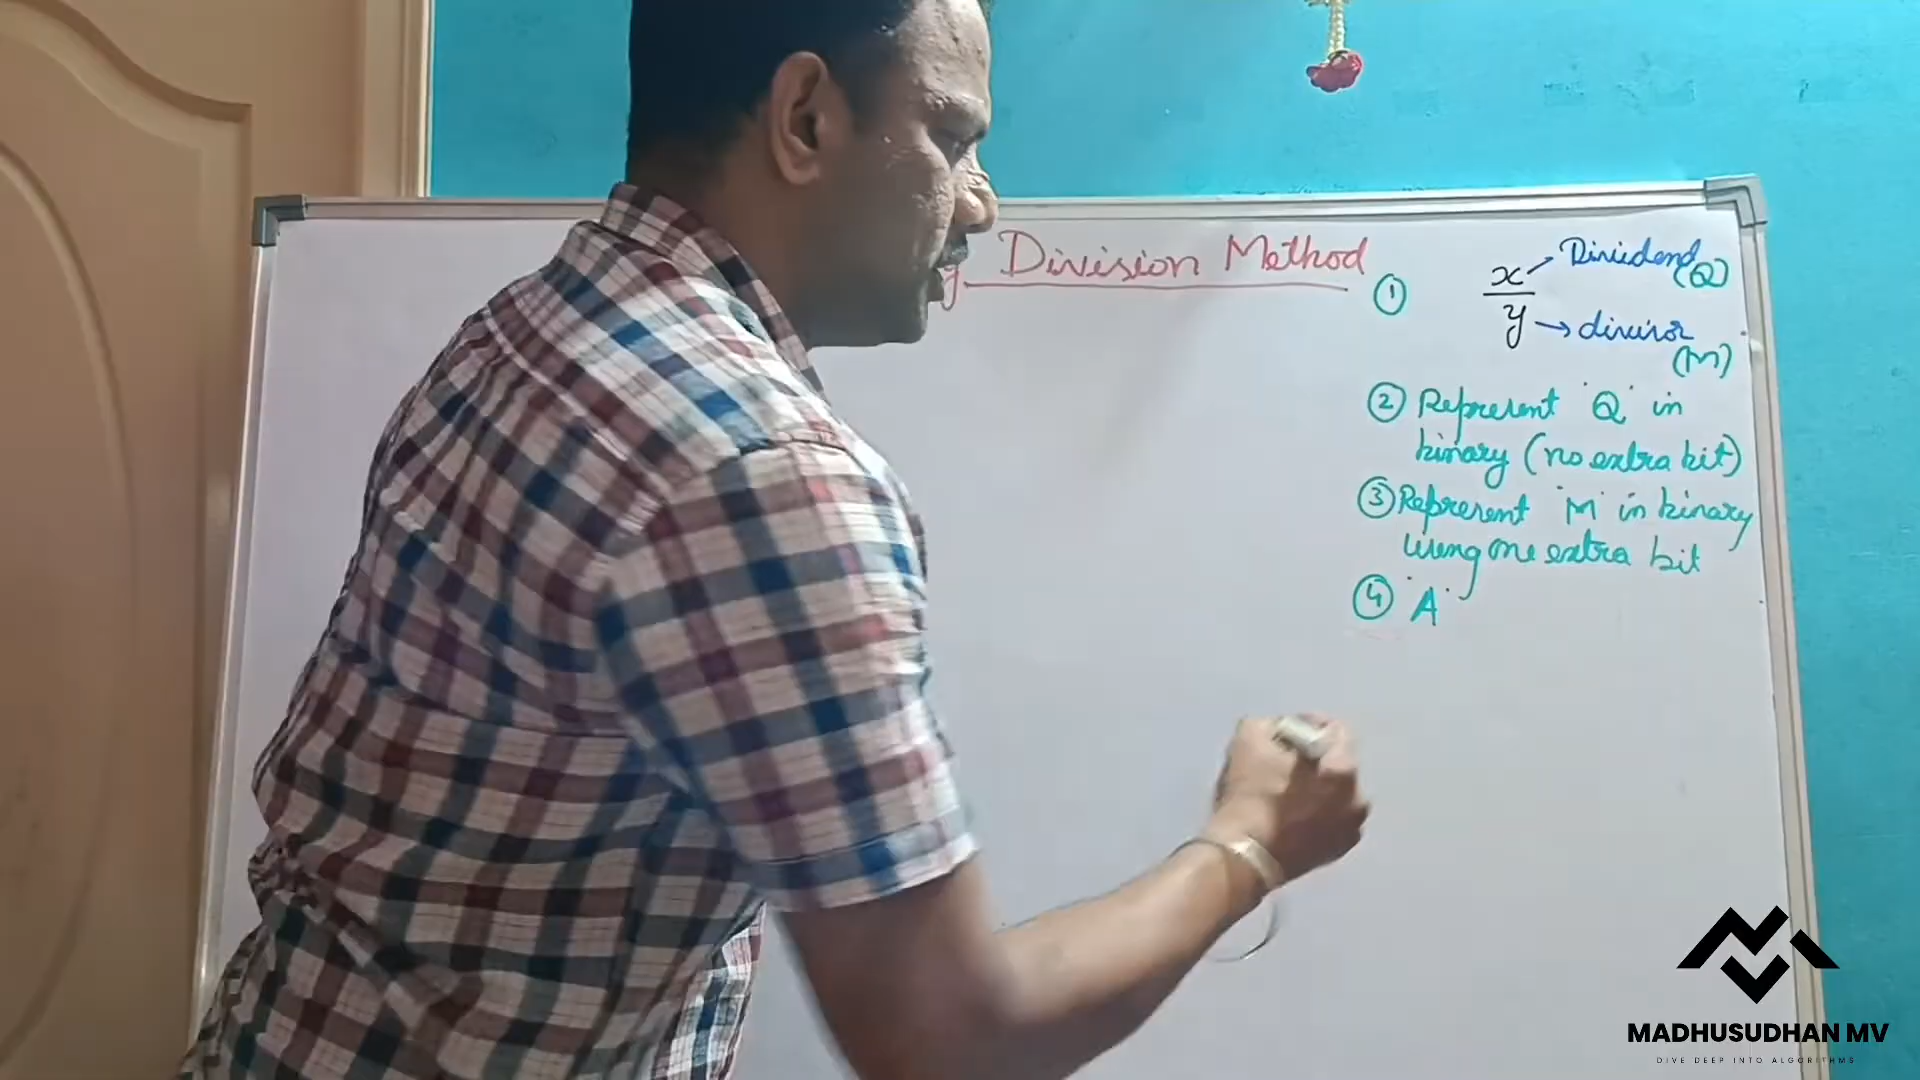 Division Method
① x Dividend (Q)
y → divisor (M)
② Represent 'Q' in
binary (no extra bit)
③ Represent 'M' in binary
using one extra bit
④ 'A'
MADHUSUDHAN MV
DIVE DEEP INTO ALGORITHMS